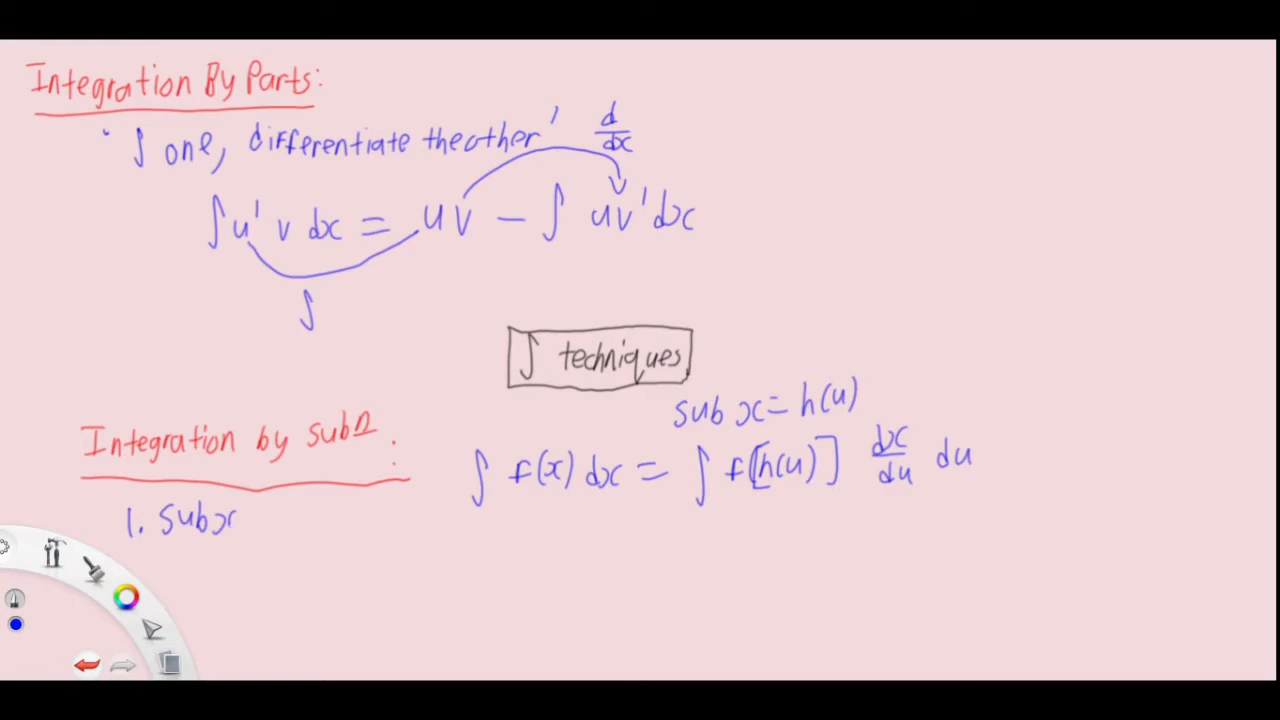 Integration By Parts:
∫ one, differentiate the other ' d/dx
∫ u' v dx = uv − ∫ uv' dx
∫
∫ techniques
sub x = h(u)
Integration by subn :
∫ f(x) dx = ∫ f[h(u)] dx/du du
1. Sub x